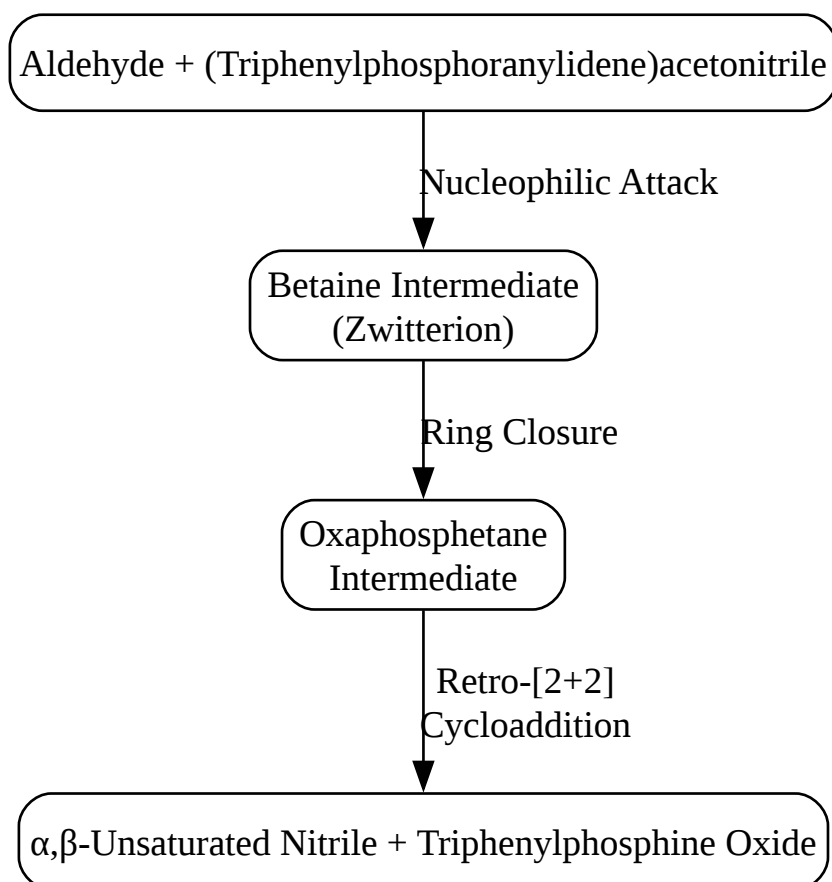 Aldehyde + (Triphenylphosphoranylidene)acetonitrile
Nucleophilic Attack
Betaine Intermediate
(Zwitterion)
Ring Closure
Oxaphosphetane
Intermediate
Retro-[2+2]
Cycloaddition
α,β-Unsaturated Nitrile + Triphenylphosphine Oxide